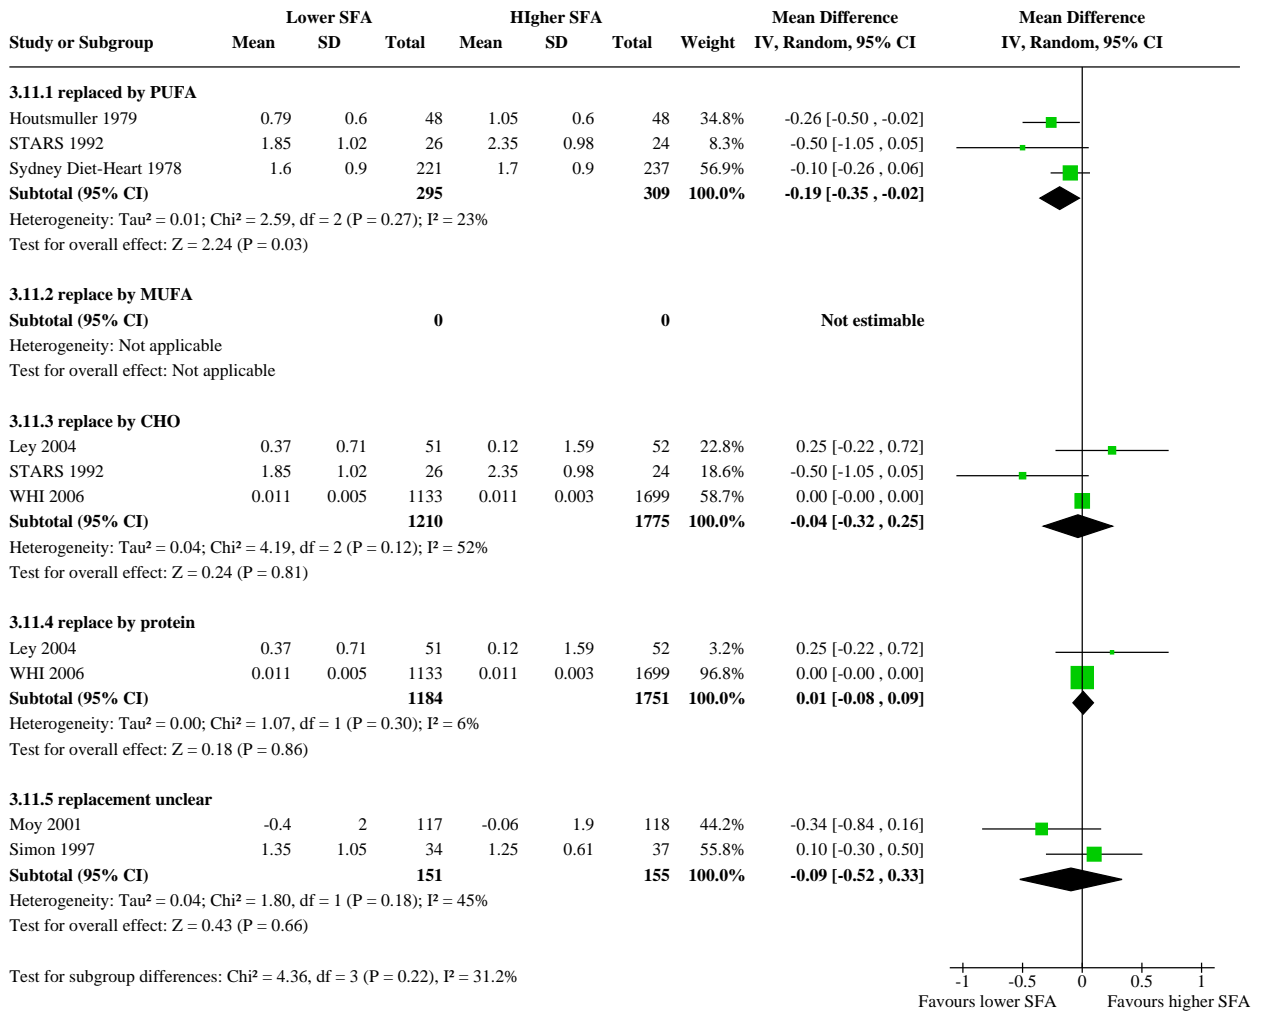 Lower SFA HIgher SFA Mean Difference Mean Difference
Study or Subgroup Mean SD Total Mean SD Total Weight IV, Random, 95% CI IV, Random, 95% CI
3.11.1 replaced by PUFA
Houtsmuller 1979 0.79 0.6 48 1.05 0.6 48 34.8% -0.26 [-0.50 , -0.02]
STARS 1992 1.85 1.02 26 2.35 0.98 24 8.3% -0.50 [-1.05 , 0.05]
Sydney Diet-Heart 1978 1.6 0.9 221 1.7 0.9 237 56.9% -0.10 [-0.26 , 0.06]
Subtotal (95% CI) 295 309 100.0% -0.19 [-0.35 , -0.02]
Heterogeneity: Tau² = 0.01; Chi² = 2.59, df = 2 (P = 0.27); I² = 23%
Test for overall effect: Z = 2.24 (P = 0.03)
3.11.2 replace by MUFA
Subtotal (95% CI) 0 0 Not estimable
Heterogeneity: Not applicable
Test for overall effect: Not applicable
3.11.3 replace by CHO
Ley 2004 0.37 0.71 51 0.12 1.59 52 22.8% 0.25 [-0.22 , 0.72]
STARS 1992 1.85 1.02 26 2.35 0.98 24 18.6% -0.50 [-1.05 , 0.05]
WHI 2006 0.011 0.005 1133 0.011 0.003 1699 58.7% 0.00 [-0.00 , 0.00]
Subtotal (95% CI) 1210 1775 100.0% -0.04 [-0.32 , 0.25]
Heterogeneity: Tau² = 0.04; Chi² = 4.19, df = 2 (P = 0.12); I² = 52%
Test for overall effect: Z = 0.24 (P = 0.81)
3.11.4 replace by protein
Ley 2004 0.37 0.71 51 0.12 1.59 52 3.2% 0.25 [-0.22 , 0.72]
WHI 2006 0.011 0.005 1133 0.011 0.003 1699 96.8% 0.00 [-0.00 , 0.00]
Subtotal (95% CI) 1184 1751 100.0% 0.01 [-0.08 , 0.09]
Heterogeneity: Tau² = 0.00; Chi² = 1.07, df = 1 (P = 0.30); I² = 6%
Test for overall effect: Z = 0.18 (P = 0.86)
3.11.5 replacement unclear
Moy 2001 -0.4 2 117 -0.06 1.9 118 44.2% -0.34 [-0.84 , 0.16]
Simon 1997 1.35 1.05 34 1.25 0.61 37 55.8% 0.10 [-0.30 , 0.50]
Subtotal (95% CI) 151 155 100.0% -0.09 [-0.52 , 0.33]
Heterogeneity: Tau² = 0.04; Chi² = 1.80, df = 1 (P = 0.18); I² = 45%
Test for overall effect: Z = 0.43 (P = 0.66)
Test for subgroup differences: Chi² = 4.36, df = 3 (P = 0.22), I² = 31.2%
-1 -0.5 0 0.5 1
Favours lower SFA Favours higher SFA